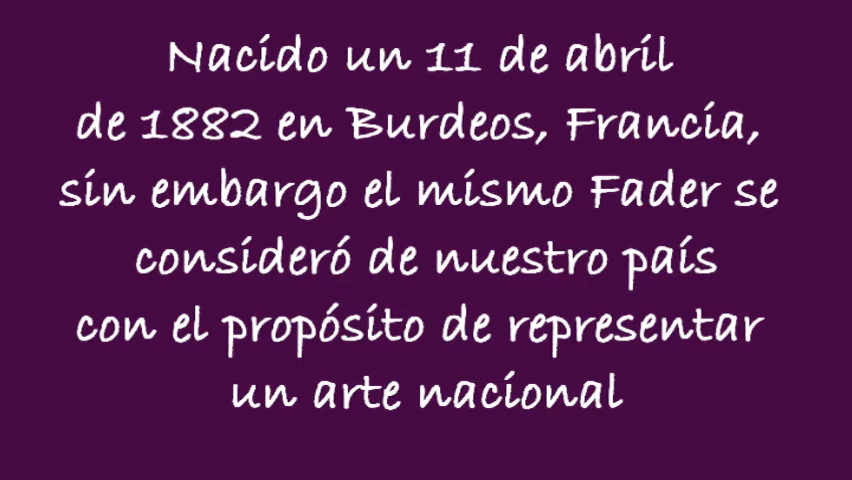 Nacido un 11 de abril
de 1882 en Burdeos, Francia,
sin embargo el mismo Fader se
consideró de nuestro país
con el propósito de representar
un arte nacional